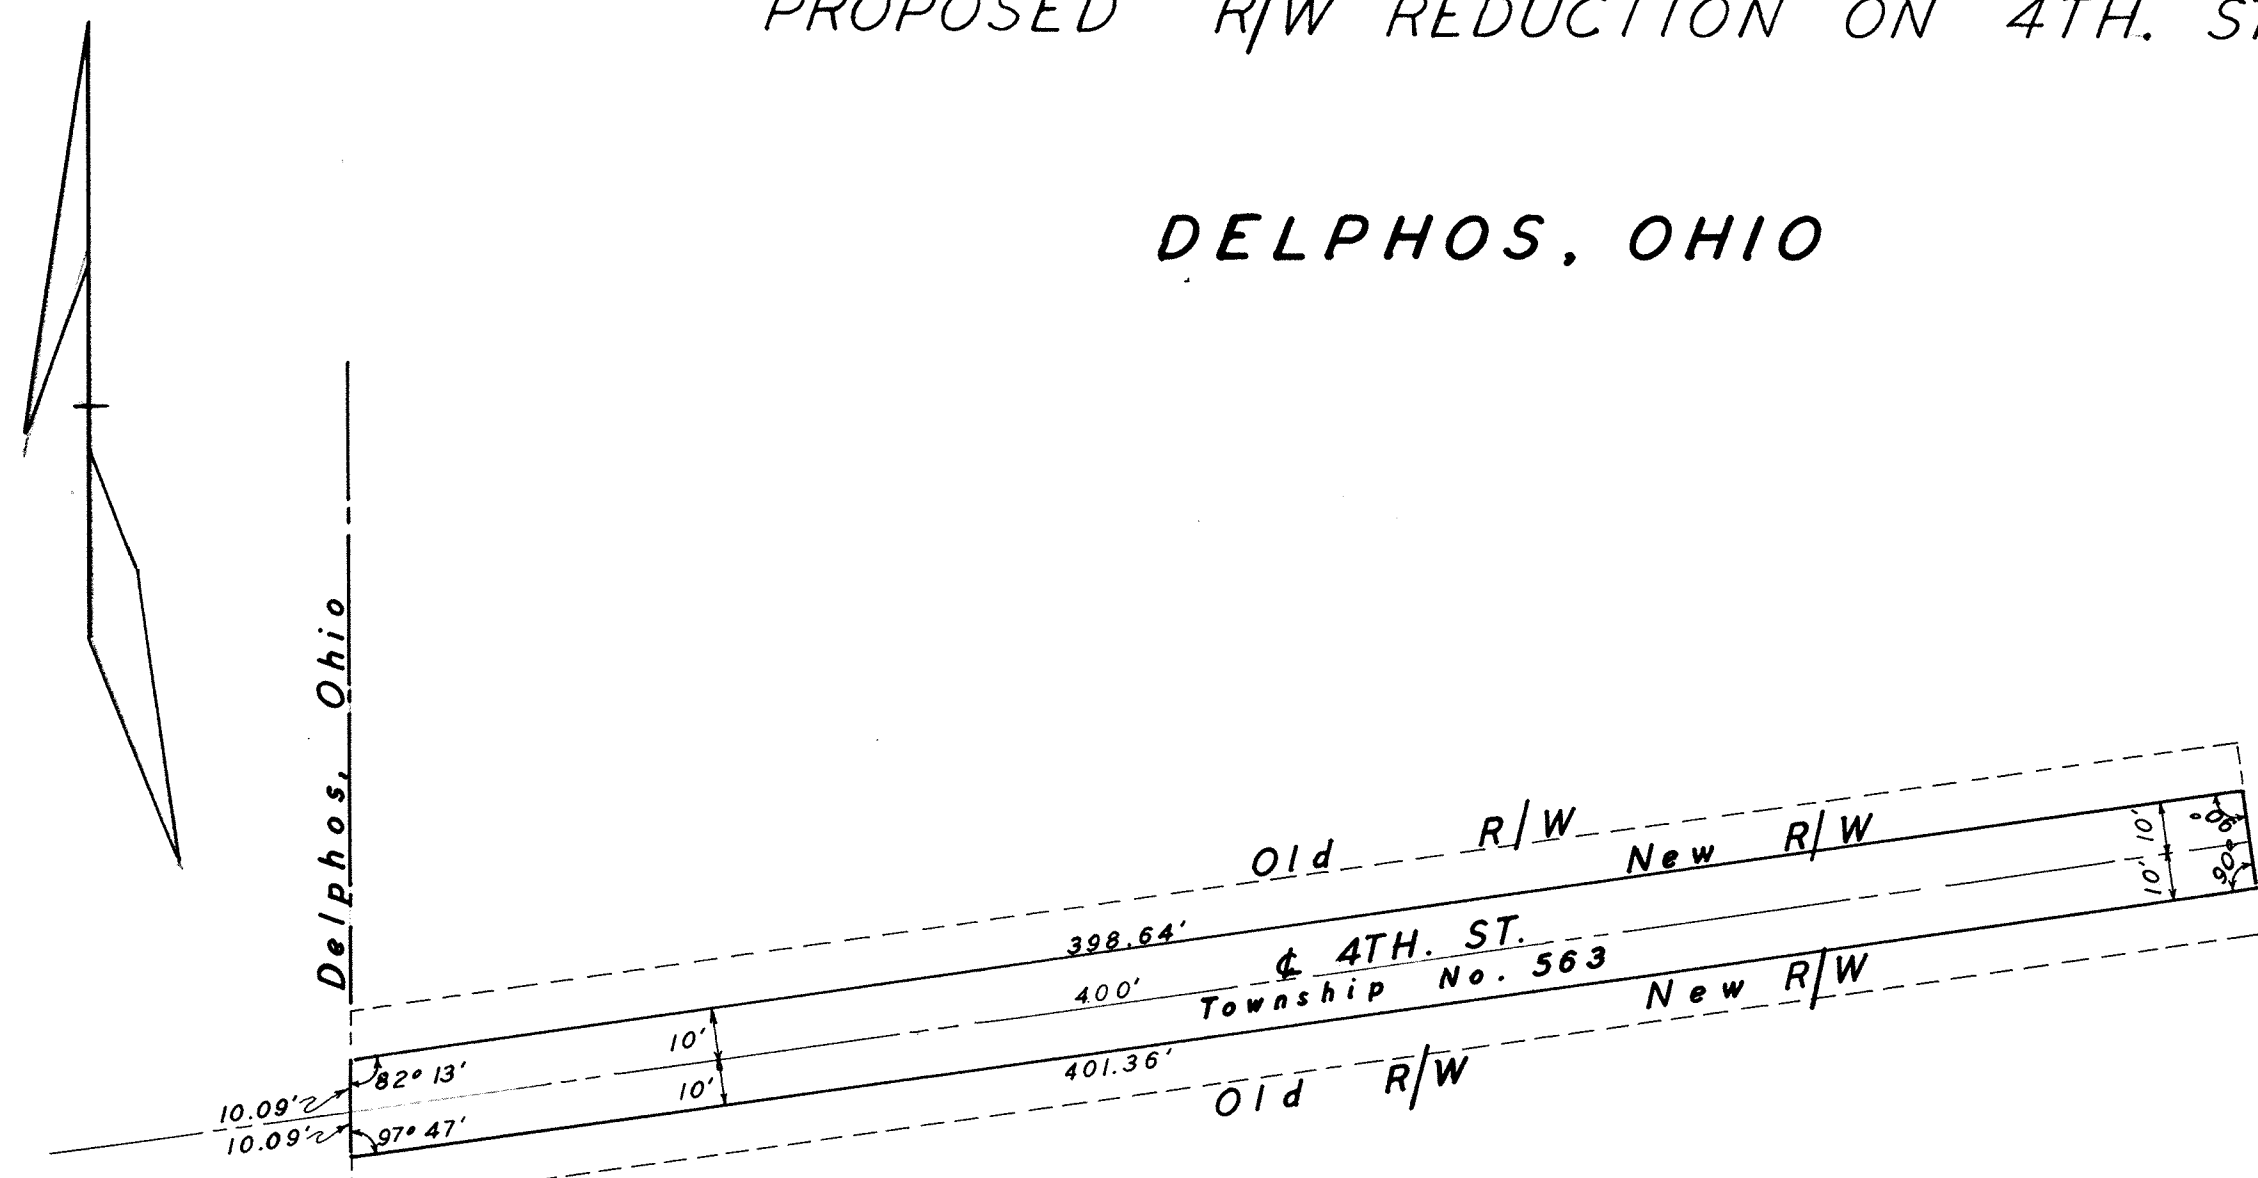 PROPOSED R/W REDUCTION ON 4TH.
DELPHOS, OHIO
Delphos, Ohio
Old R/W
New R/W
10' 10'
90°
90°
398.64'
℄ 4TH. ST.
400'
Township No. 563
New R/W
10'
10'
401.36'
Old R/W
82° 13'
10.09'
10.09'
97° 47'